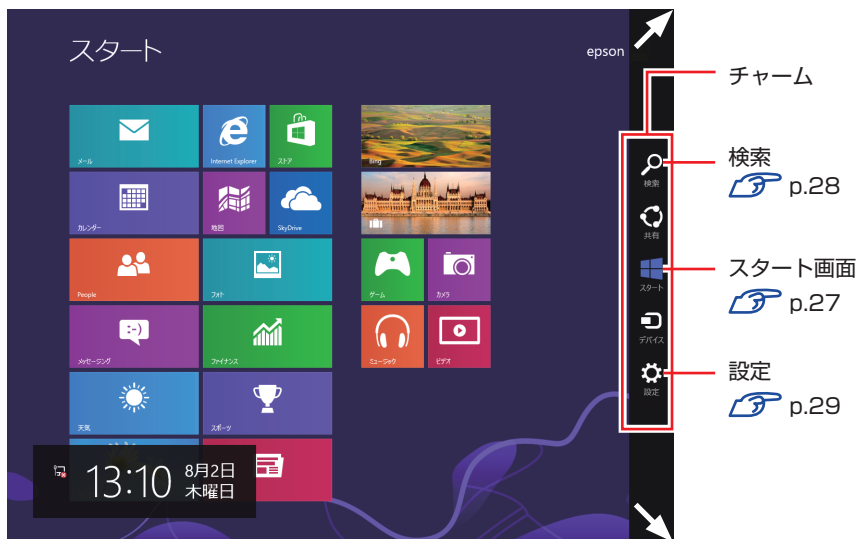 スタート
epson
メール
Internet Explorer
ストア
Bing
カレンダー
地図
SkyDrive
People
フォト
ゲーム
カメラ
メッセージング
ファイナンス
ミュージック
ビデオ
天気
スポーツ
13:10
8月2日
木曜日
検索
共有
スタート
デバイス
設定
チャーム
検索
p.28
スタート画面
p.27
設定
p.29